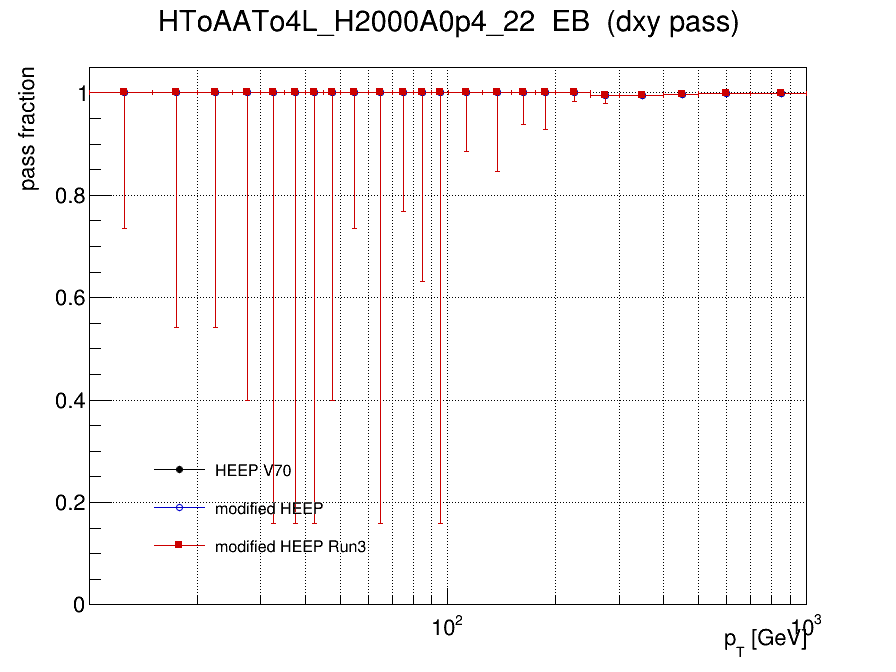 HToAATo4L_H2000A0p4_22 EB (dxy pass)
pass fraction
1
0.8
0.6
0.4
0.2
0
HEEP V70
modified HEEP
modified HEEP Run3
10²
10³
p_T [GeV]